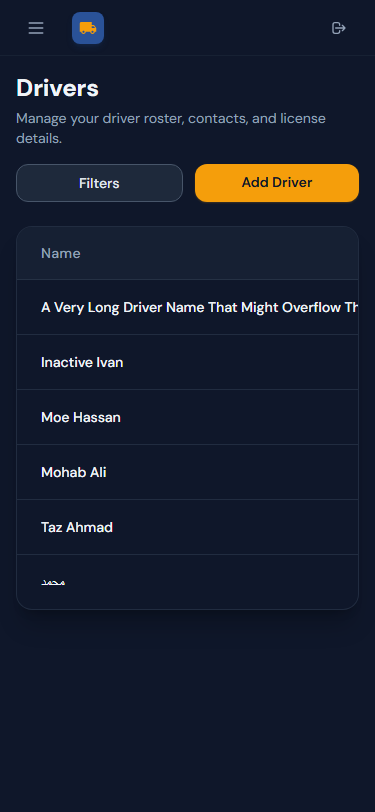 Drivers
Manage your driver roster, contacts, and license
details.
Filters
Add Driver
Name
A Very Long Driver Name That Might Overflow Th
Inactive Ivan
Moe Hassan
Mohab Ali
Taz Ahmad